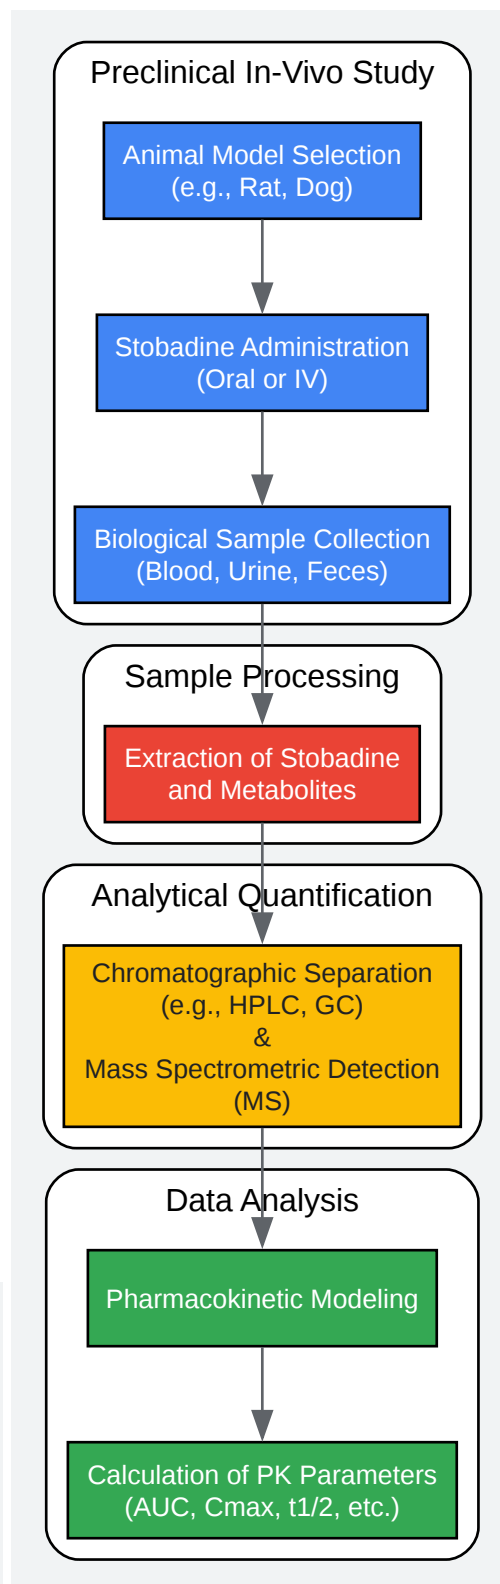 Preclinical In-Vivo Study
Animal Model Selection
(e.g., Rat, Dog)
Stobadine Administration
(Oral or IV)
Biological Sample Collection
(Blood, Urine, Feces)
Sample Processing
Extraction of Stobadine
and Metabolites
Analytical Quantification
Chromatographic Separation
(e.g., HPLC, GC)
&
Mass Spectrometric Detection
(MS)
Data Analysis
Pharmacokinetic Modeling
Calculation of PK Parameters
(AUC, Cmax, t1/2, etc.)